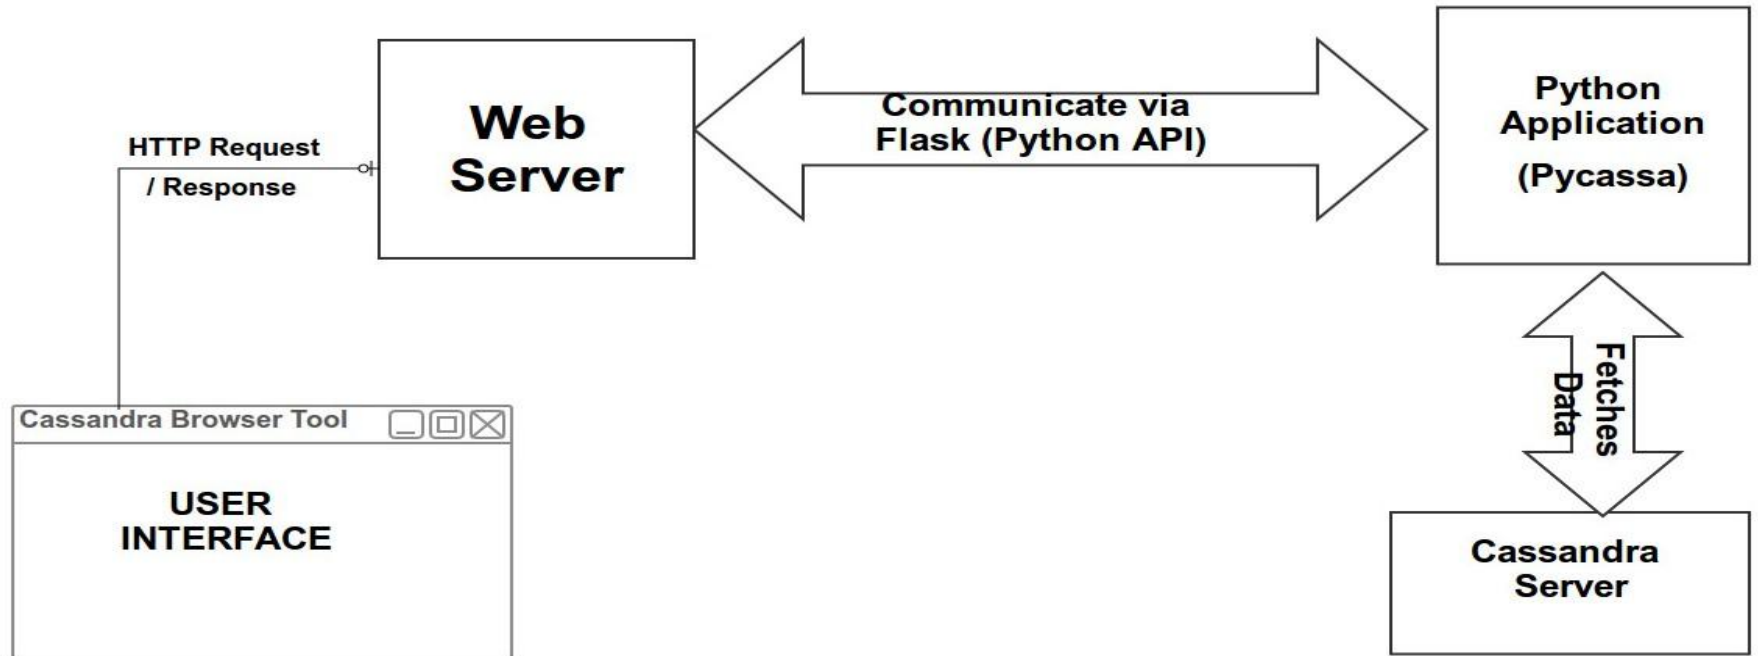 Web
Server
HTTP Request
/ Response
Communicate via
Flask (Python API)
Python
Application
(Pycassa)
Fetches
Data
Cassandra Browser Tool
USER
INTERFACE
Cassandra
Server